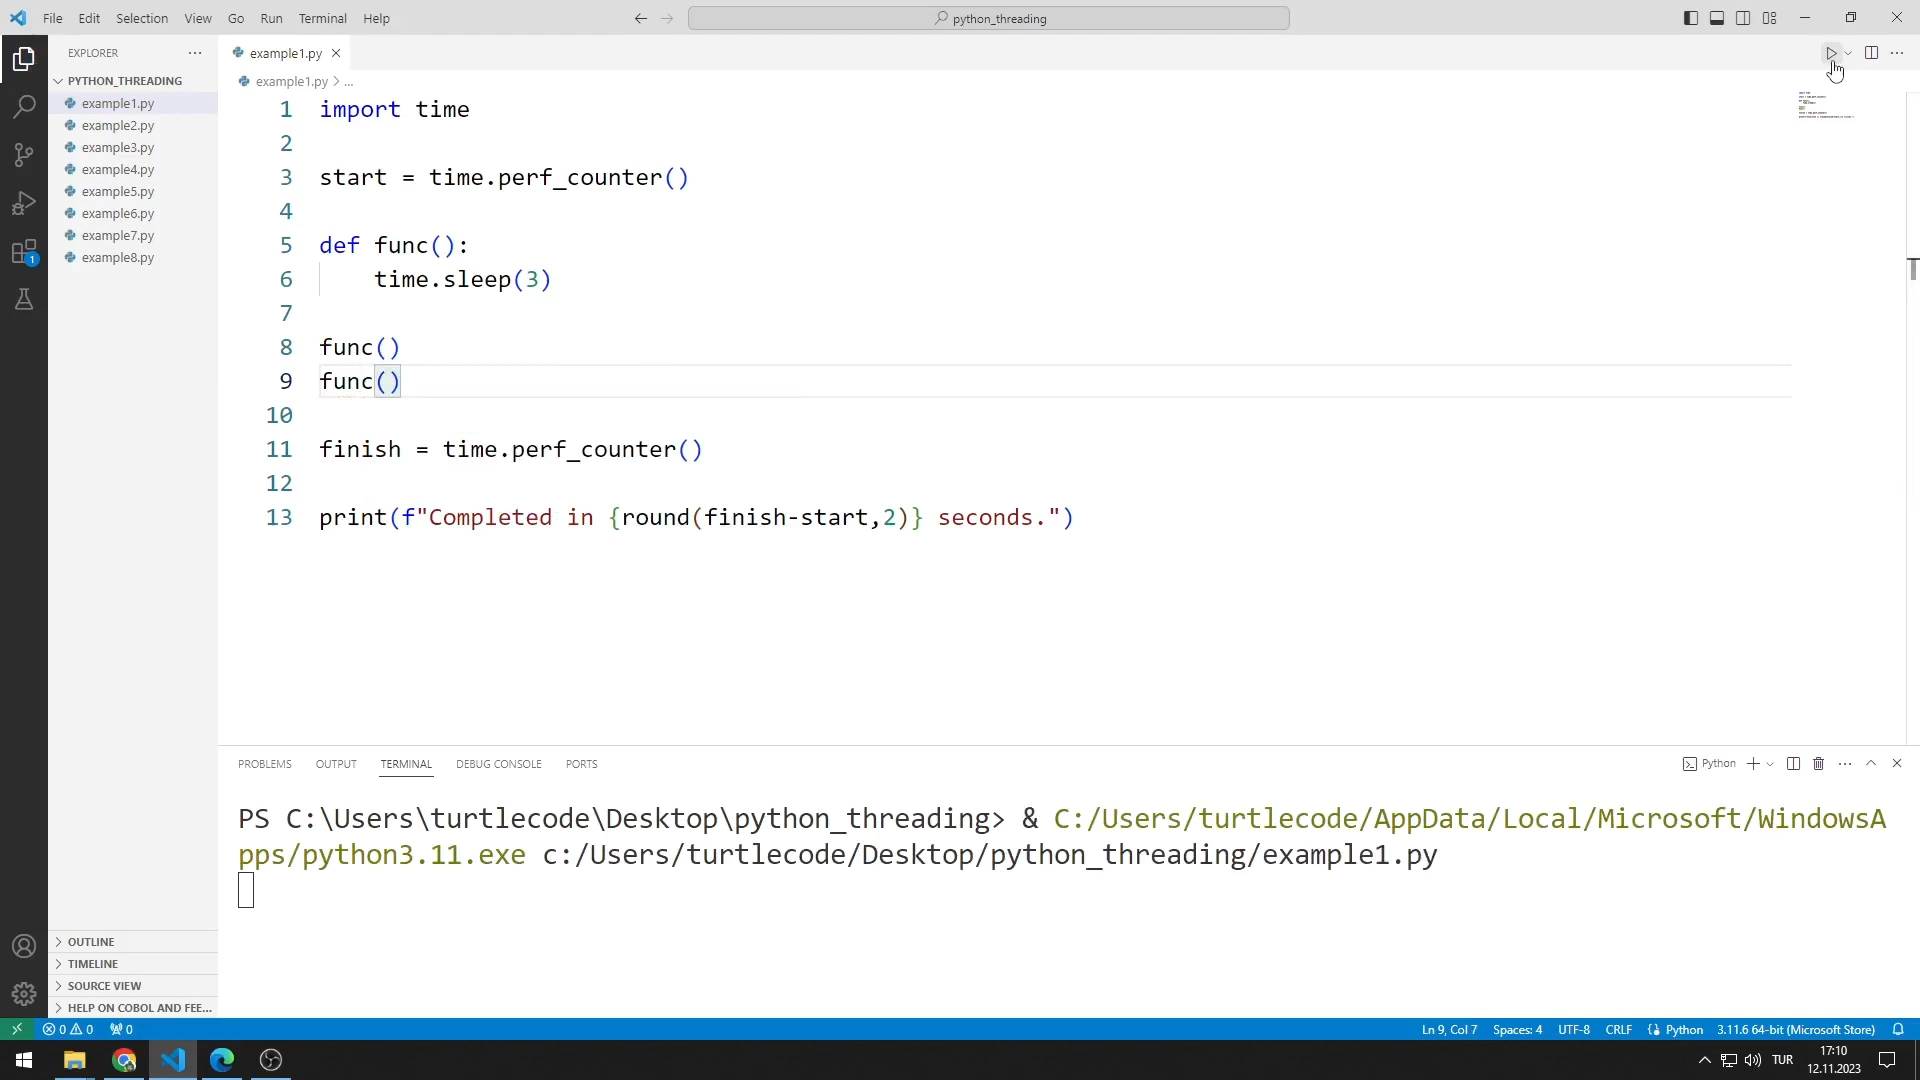 File Edit Selection View Go Run Terminal Help
python_threading
EXPLORER
PYTHON_THREADING
example1.py
example2.py
example3.py
example4.py
example5.py
example6.py
example7.py
example8.py
OUTLINE
TIMELINE
SOURCE VIEW
HELP ON COBOL AND FEE...
1
example1.py
example1.py > ...
1 import time
2
3 start = time.perf_counter()
4
5 def func():
6     time.sleep(3)
7
8 func()
9 func()
10
11 finish = time.perf_counter()
12
13 print(f"Completed in {round(finish-start,2)} seconds.")
PROBLEMS OUTPUT TERMINAL DEBUG CONSOLE PORTS
Python
PS C:\Users\turtlecode\Desktop\python_threading> & C:/Users/turtlecode/AppData/Local/Microsoft/WindowsA
pps/python3.11.exe c:/Users/turtlecode/Desktop/python_threading/example1.py
0 0 0
Ln 9, Col 7 Spaces: 4 UTF-8 CRLF Python 3.11.6 64-bit (Microsoft Store)
TUR
17:10
12.11.2023